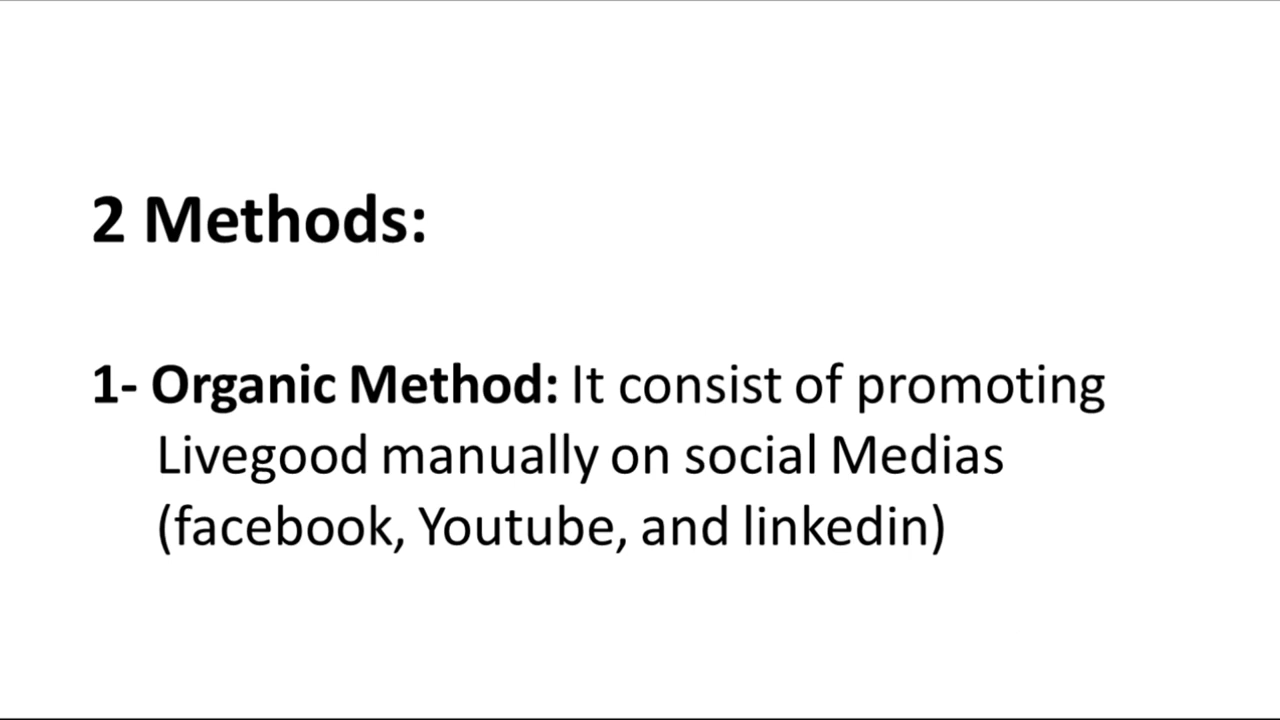 2 Methods:
1- Organic Method: It consist of promoting
Livegood manually on social Medias
(facebook, Youtube, and linkedin)